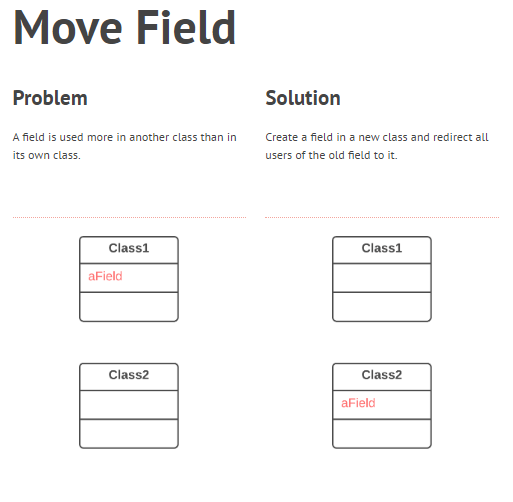 Move Field
Problem
A field is used more in another class than in
its own class.
Solution
Create a field in a new class and redirect all
users of the old field to it.
Class1
aField
Class2
Class1
Class2
aField